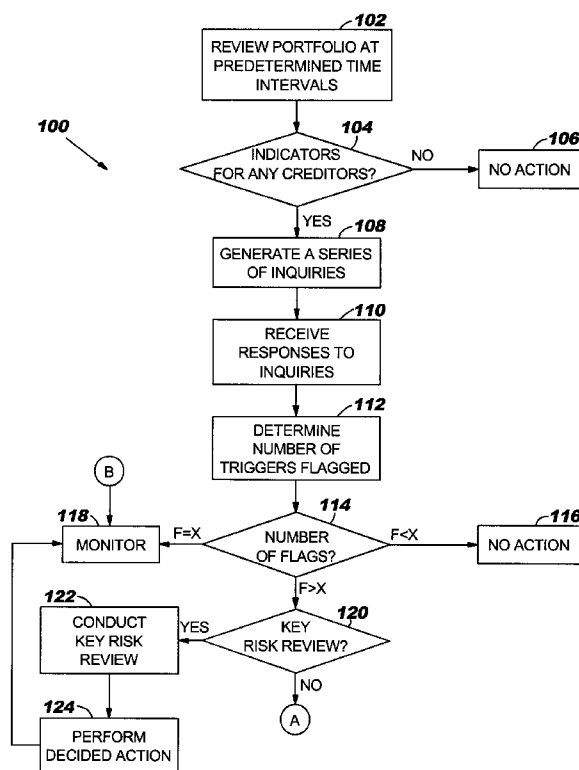 102
REVIEW PORTFOLIO AT
PREDETERMINED TIME
INTERVALS
100
104
INDICATORS
FOR ANY CREDITORS?
NO
106
NO ACTION
YES
108
GENERATE A SERIES
OF INQUIRIES
110
RECEIVE
RESPONSES TO
INQUIRIES
112
DETERMINE
NUMBER OF
TRIGGERS FLAGGED
B
114
NUMBER
OF FLAGS?
118
F=X
MONITOR
F<X
116
NO ACTION
F>X
120
KEY
RISK REVIEW?
122
YES
CONDUCT
KEY RISK
REVIEW
NO
A
124
PERFORM
DECIDED ACTION